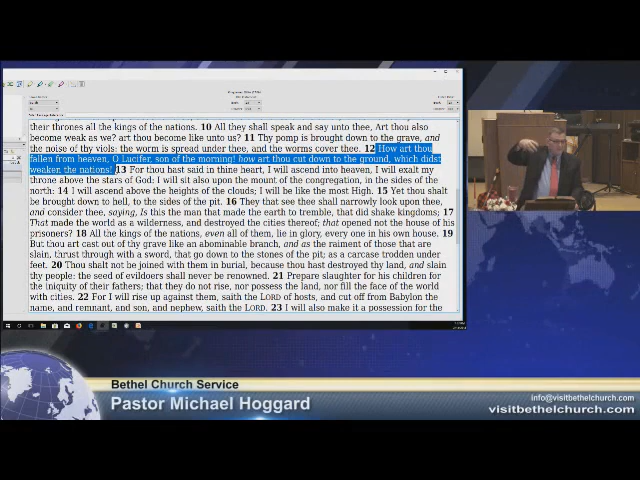 their thrones all the kings of the nations. 10 All they shall speak and say unto thee, Art thou also
become weak as we? art thou become like unto us? 11 Thy pomp is brought down to the grave, and
the noise of thy viols: the worm is spread under thee, and the worms cover thee. 12 How art thou
fallen from heaven, O Lucifer, son of the morning! how art thou cut down to the ground, which didst
weaken the nations! 13 For thou hast said in thine heart, I will ascend into heaven, I will exalt my
throne above the stars of God: I will sit also upon the mount of the congregation, in the sides of the
north: 14 I will ascend above the heights of the clouds; I will be like the most High. 15 Yet thou shalt
be brought down to hell, to the sides of the pit. 16 They that see thee shall narrowly look upon thee,
and consider thee, saying, Is this the man that made the earth to tremble, that did shake kingdoms; 17
That made the world as a wilderness, and destroyed the cities thereof; that opened not the house of his
prisoners? 18 All the kings of the nations, even all of them, lie in glory, every one in his own house. 19
But thou art cast out of thy grave like an abominable branch, and as the raiment of those that are
slain, thrust through with a sword, that go down to the stones of the pit; as a carcase trodden under
feet. 20 Thou shalt not be joined with them in burial, because thou hast destroyed thy land, and slain
thy people: the seed of evildoers shall never be renowned. 21 Prepare slaughter for his children for
the iniquity of their fathers; that they do not rise, nor possess the land, nor fill the face of the world
with cities. 22 For I will rise up against them, saith the LORD of hosts, and cut off from Babylon the
name, and remnant, and son, and nephew, saith the LORD. 23 I will also make it a possession for the
Bethel Church Service
Pastor Michael Hoggard
info@visitbethelchurch.com
visitbethelchurch.com